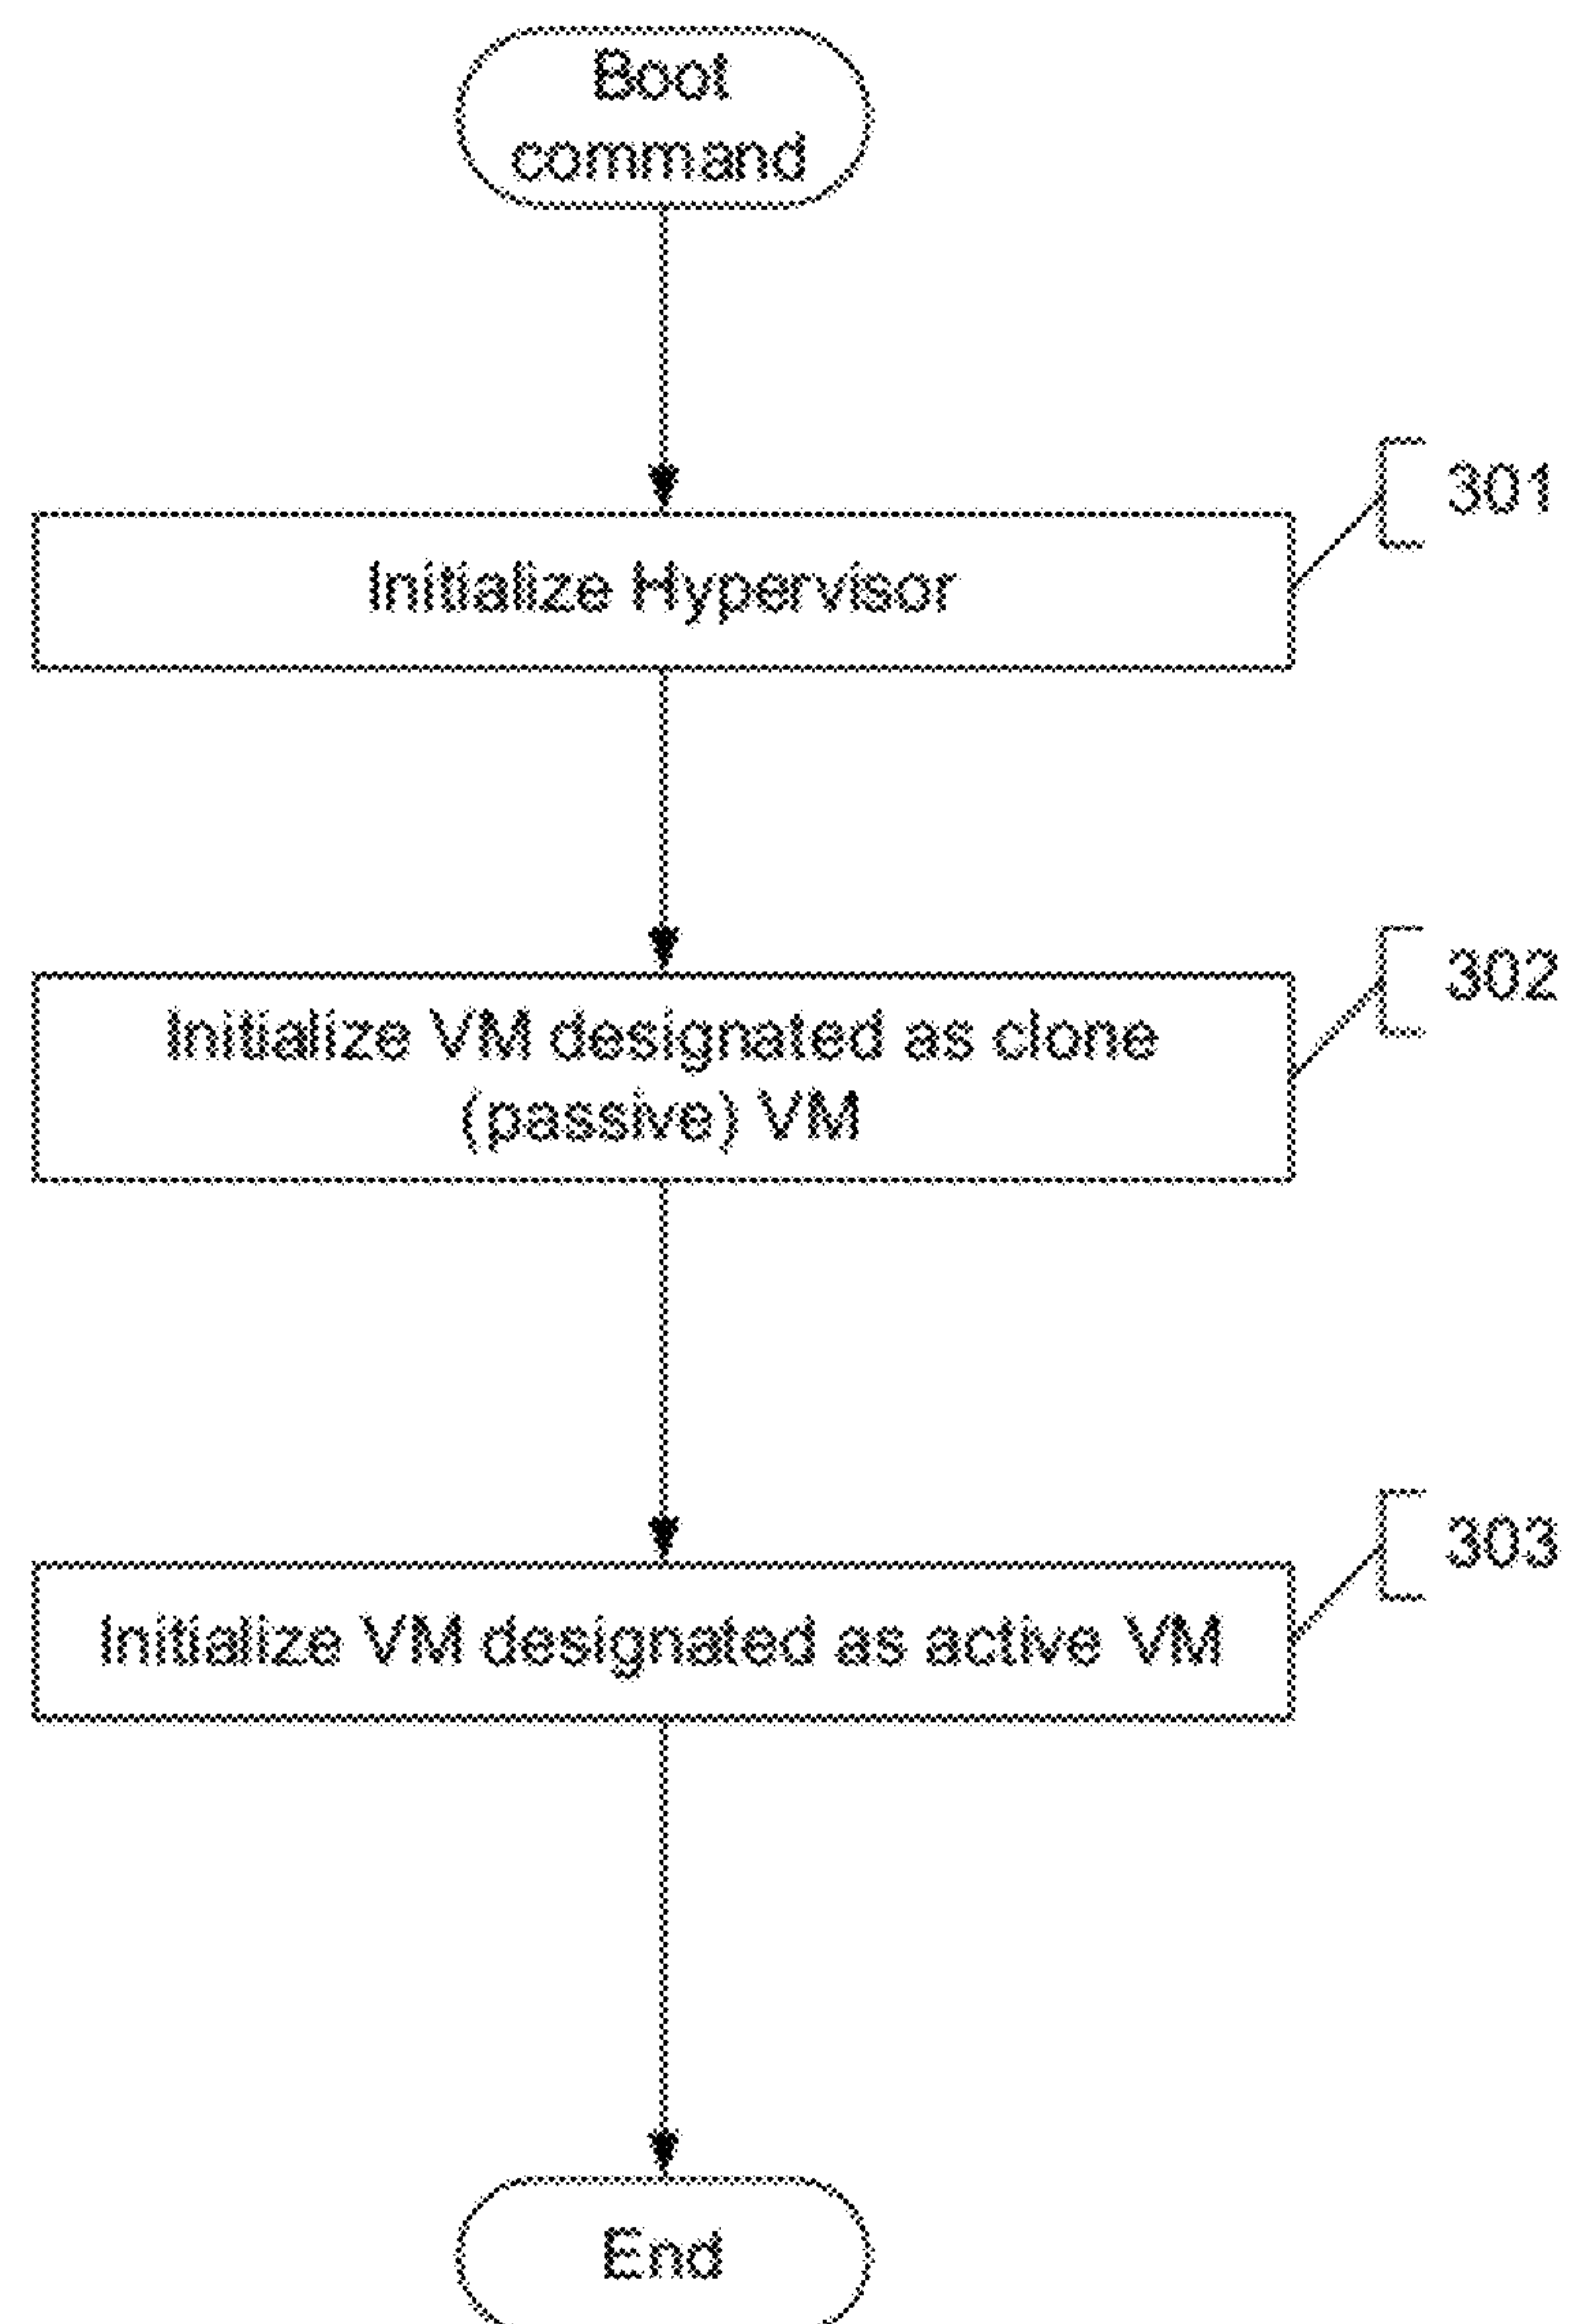 Boot
command
301
Initialize Hypervisor
302
Initialize VM designated as clone
(passive) VM
303
Initialize VM designated as active VM
End